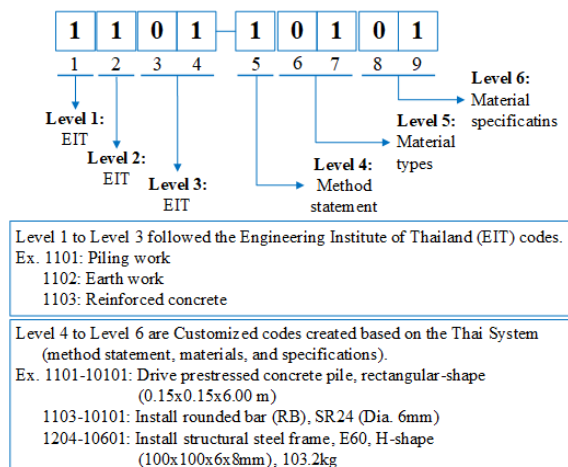 1 1 0 1 1 0 1 0 1
1 2 3 4 5 6 7 8 9
Level 1:
EIT
Level 2:
EIT
Level 3:
EIT
Level 4:
Method
statement
Level 5:
Material
types
Level 6:
Material
specificatins
Level 1 to Level 3 followed the Engineering Institute of Thailand (EIT) codes.
Ex. 1101: Piling work
1102: Earth work
1103: Reinforced concrete
Level 4 to Level 6 are Customized codes created based on the Thai System
(method statement, materials, and specifications).
Ex. 1101-10101: Drive prestressed concrete pile, rectangular-shape
(0.15x0.15x6.00 m)
1103-10101: Install rounded bar (RB), SR24 (Dia. 6mm)
1204-10601: Install structural steel frame, E60, H-shape
(100x100x6x8mm), 103.2kg